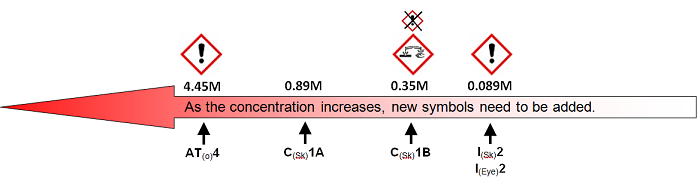 4.45M 0.89M 0.35M 0.089M
As the concentration increases, new symbols need to be added.
AT(o)4 C(Sk)1A C(Sk)1B I(Sk)2
I(Eye)2